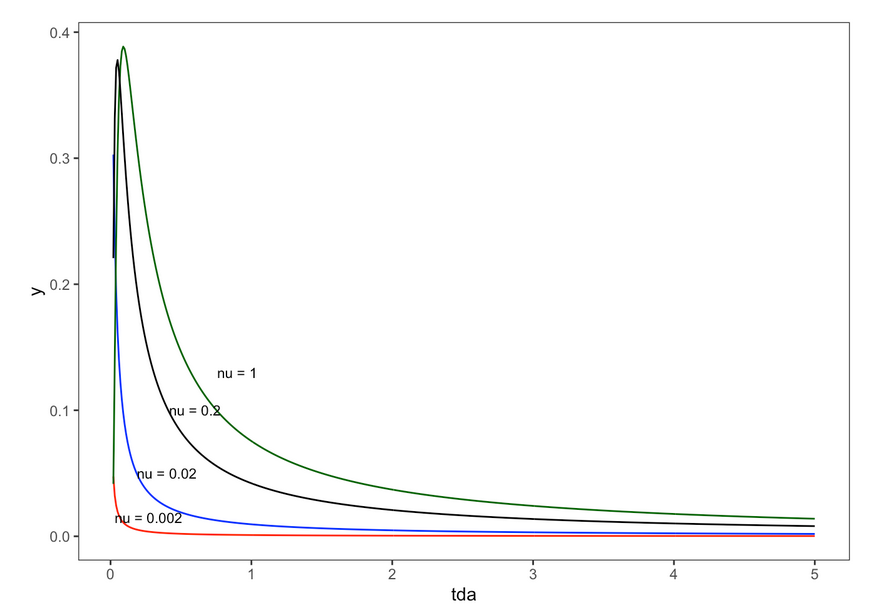 0.4
0.3
0.2
0.1
0.0
y
nu = 1
nu = 0.2
nu = 0.02
nu = 0.002
0 1 2 3 4 5
tda